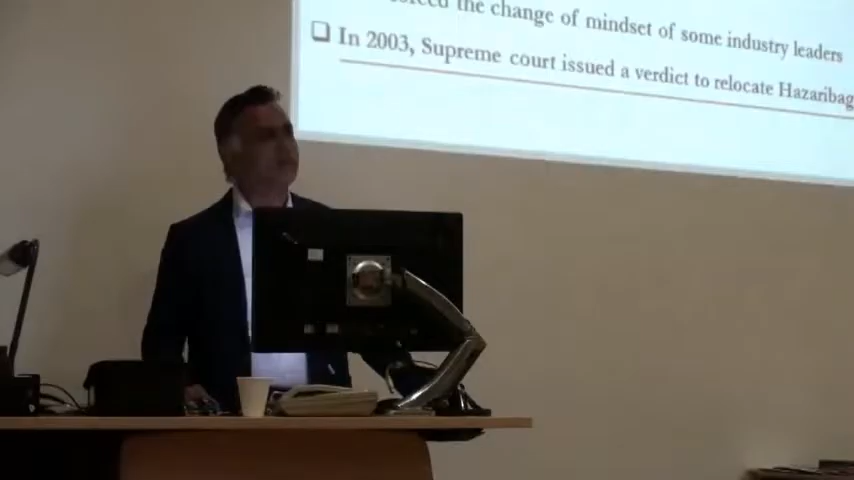 the change of mindset of some industry leaders
In 2003, Supreme court issued a verdict to relocate Hazaribag